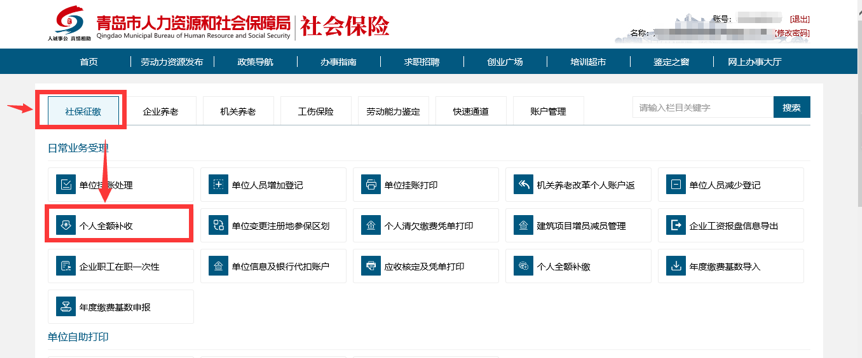 账号: [退出]
青岛市人力资源和社会保障局 社会保险
Qingdao Municipal Bureau of Human Resource and Social Security
人诚事公 真情相助
名称: [修改密码]
首页 劳动力资源发布 政策导航 办事指南 求职招聘 创业广场 培训超市 鉴定之窗 网上办事大厅
社保征缴 企业养老 机关养老 工伤保险 劳动能力鉴定 快速通道 账户管理 请输入栏目关键字 搜索
日常业务受理
单位挂账处理 单位人员增加登记 单位挂账打印 机关养老改革个人账户返 单位人员减少登记
个人全额补收 单位变更注册地参保区划 个人清欠缴费凭单打印 建筑项目增员减员管理 企业工资报盘信息导出
企业职工在职一次性 单位信息及银行代扣账户 应收核定及凭单打印 个人全额补缴 年度缴费基数导入
年度缴费基数申报
单位自助打印